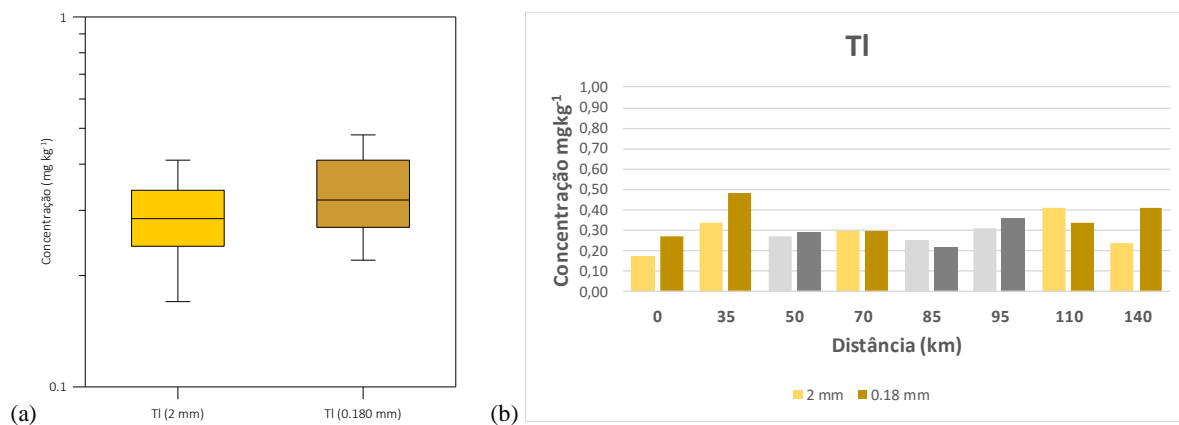 1
Concentração (mg kg⁻¹)
0.1
Tl (2 mm) Tl (0.180 mm)
(a)
Tl
Concentração mgkg⁻¹
1,00
0,90
0,80
0,70
0,60
0,50
0,40
0,30
0,20
0,10
0,00
0 35 50 70 85 95 110 140
Distância (km)
2 mm 0.18 mm
(b)